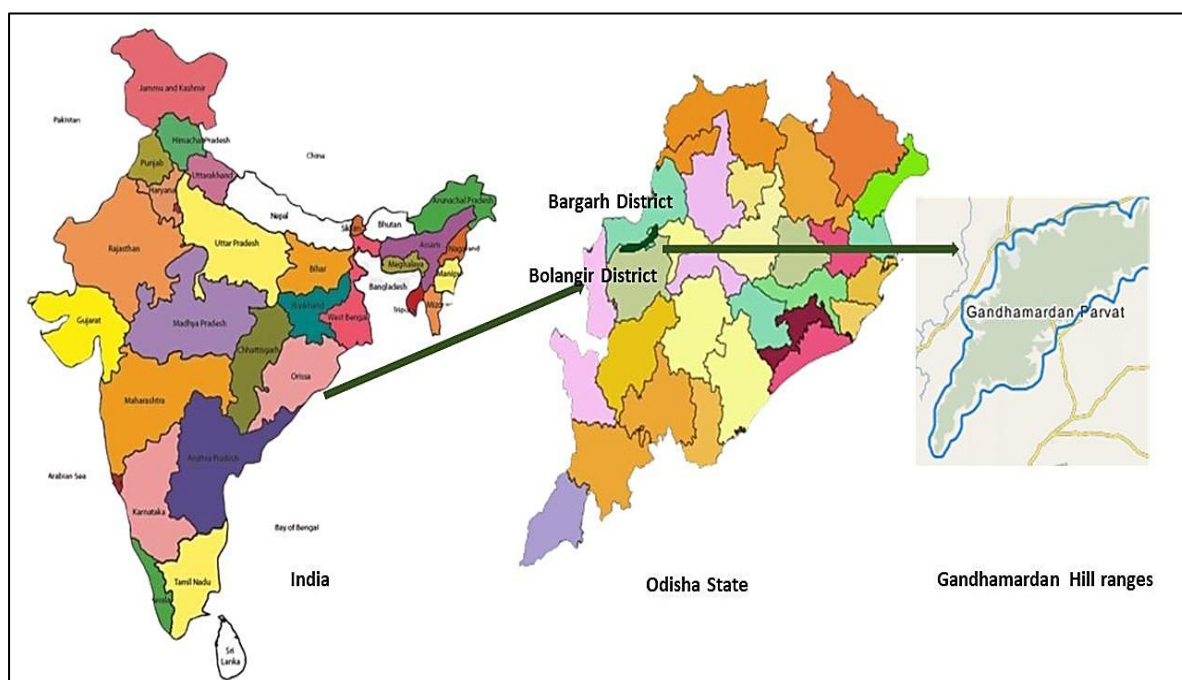 Jammu and Kashmir
Pakistan
Himachal Pradesh
Punjab
China
Uttarakhand
Haryana
Nepal
Sikkim
Bhutan
Arunachal Pradesh
Rajasthan
Uttar Pradesh
Assam
Nagaland
Bihar
Meghalaya
Manipur
Bangladesh
Gujarat
Madhya Pradesh
Jharkhand
West Bengal
Chhattisgarh
Orissa
Maharashtra
Andhra Pradesh
Arabian Sea
Karnataka
Bay of Bengal
Tamil Nadu
Kerala
Sri
Lanka
India
Bargarh District
Bolangir District
Odisha State
Gandhamardan Parvat
Gandhamardan Hill ranges